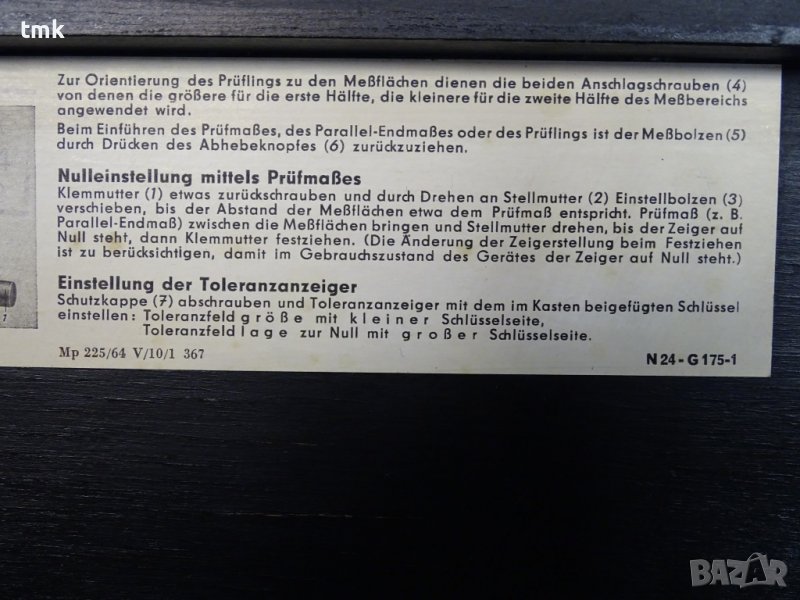 tmk
Zur Orientierung des Prüflings zu den Meßflächen dienen die beiden Anschlagschrauben (4)
von denen die größere für die erste Hälfte, die kleinere für die zweite Hälfte des Meßbereichs
angewendet wird.
Beim Einführen des Prüfmaßes, des Parallel-Endmaßes oder des Prüflings ist der Meßbolzen (5)
durch Drücken des Abhebeknopfes (6) zurückzuziehen.
Nulleinstellung mittels Prüfmaßes
Klemmutter (1) etwas zurückschrauben und durch Drehen an Stellmutter (2) Einstellbolzen (3)
verschieben, bis der Abstand der Meßflächen etwa dem Prüfmaß entspricht. Prüfmaß (z. B.
Parallel-Endmaß) zwischen die Meßflächen bringen und Stellmutter drehen, bis der Zeiger auf
Null steht, dann Klemmutter festziehen. (Die Änderung der Zeigerstellung beim Festziehen
ist zu berücksichtigen, damit im Gebrauchszustand des Gerätes der Zeiger auf Null steht.)
Einstellung der Toleranzanzeiger
Schutzkappe (7) abschrauben und Toleranzanzeiger mit dem im Kasten beigefügten Schlüssel
einstellen: Toleranzfeld größe mit kleiner Schlüsselseite,
Toleranzfeld lage zur Null mit großer Schlüsselseite.
7
Mp 225/64 V/10/1 367
N 24 - G 175-1
BAZAR